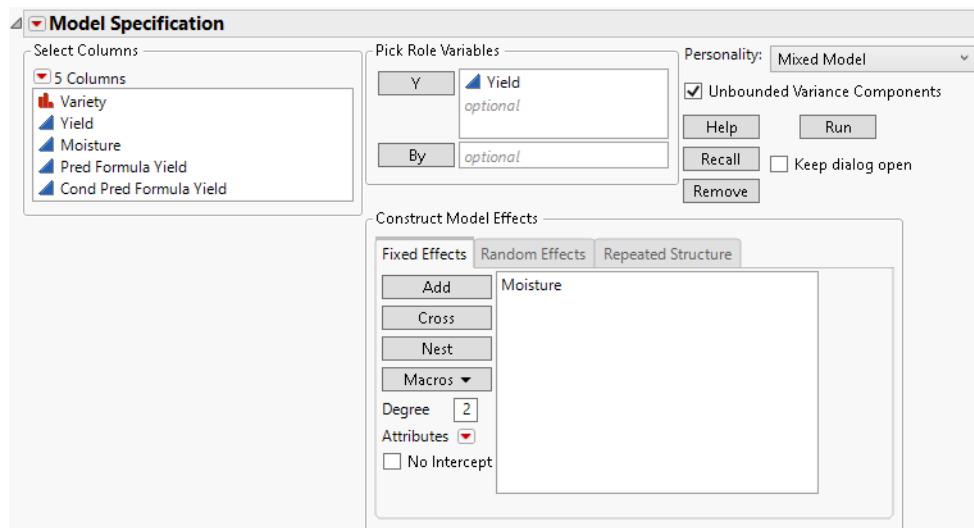 Model Specification
Select Columns
5 Columns
Variety
Yield
Moisture
Pred Formula Yield
Cond Pred Formula Yield
Pick Role Variables
Y
Yield
optional
By
optional
Personality: Mixed Model
Unbounded Variance Components
Help Run
Recall Keep dialog open
Remove
Construct Model Effects
Fixed Effects Random Effects Repeated Structure
Add
Cross
Nest
Macros
Degree 2
Attributes
No Intercept
Moisture